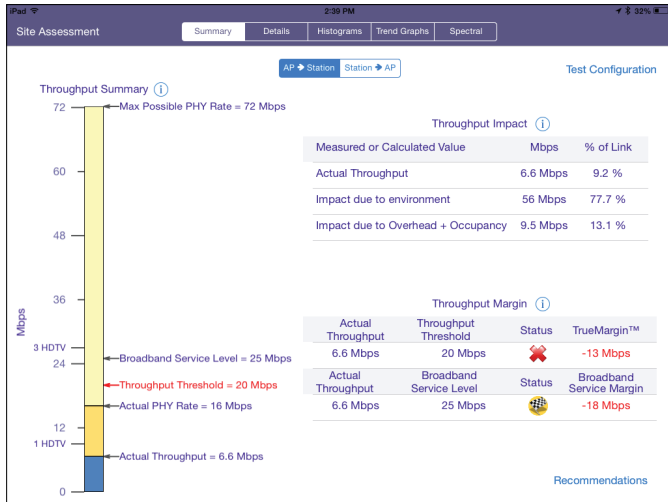 iPad 2:39 PM 32%
Site Assessment Summary Details Histograms Trend Graphs Spectral
AP → Station Station → AP
Test Configuration
Throughput Summary i
72 Max Possible PHY Rate = 72 Mbps
60
48
36
3 HDTV
24
Broadband Service Level = 25 Mbps
Throughput Threshold = 20 Mbps
Actual PHY Rate = 16 Mbps
12
1 HDTV
Actual Throughput = 6.6 Mbps
0
Mbps
Throughput Impact i
Measured or Calculated Value Mbps % of Link
Actual Throughput 6.6 Mbps 9.2 %
Impact due to environment 56 Mbps 77.7 %
Impact due to Overhead + Occupancy 9.5 Mbps 13.1 %
Throughput Margin i
Actual Throughput Throughput Threshold Status TrueMargin™
6.6 Mbps 20 Mbps -13 Mbps
Actual Throughput Broadband Service Level Status Broadband Service Margin
6.6 Mbps 25 Mbps -18 Mbps
Recommendations